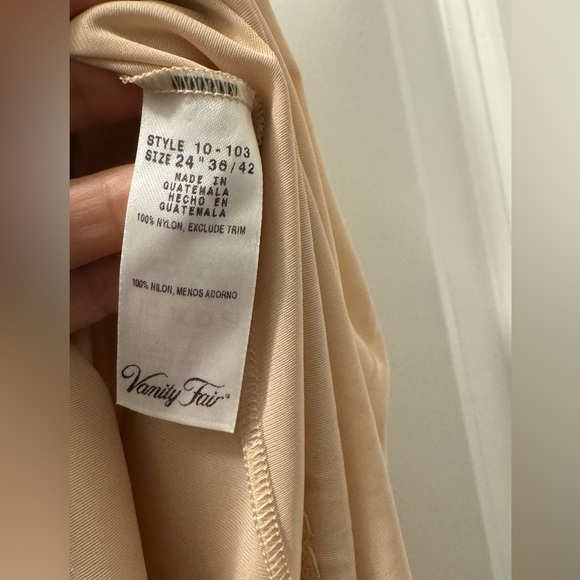 STYLE 10-103
SIZE 24" 36/42
MADE IN
GUATEMALA
HECHO EN
GUATEMALA
100% NYLON, EXCLUDE TRIM
100% NILON, MENOS ADORNO
Vanity Fair®